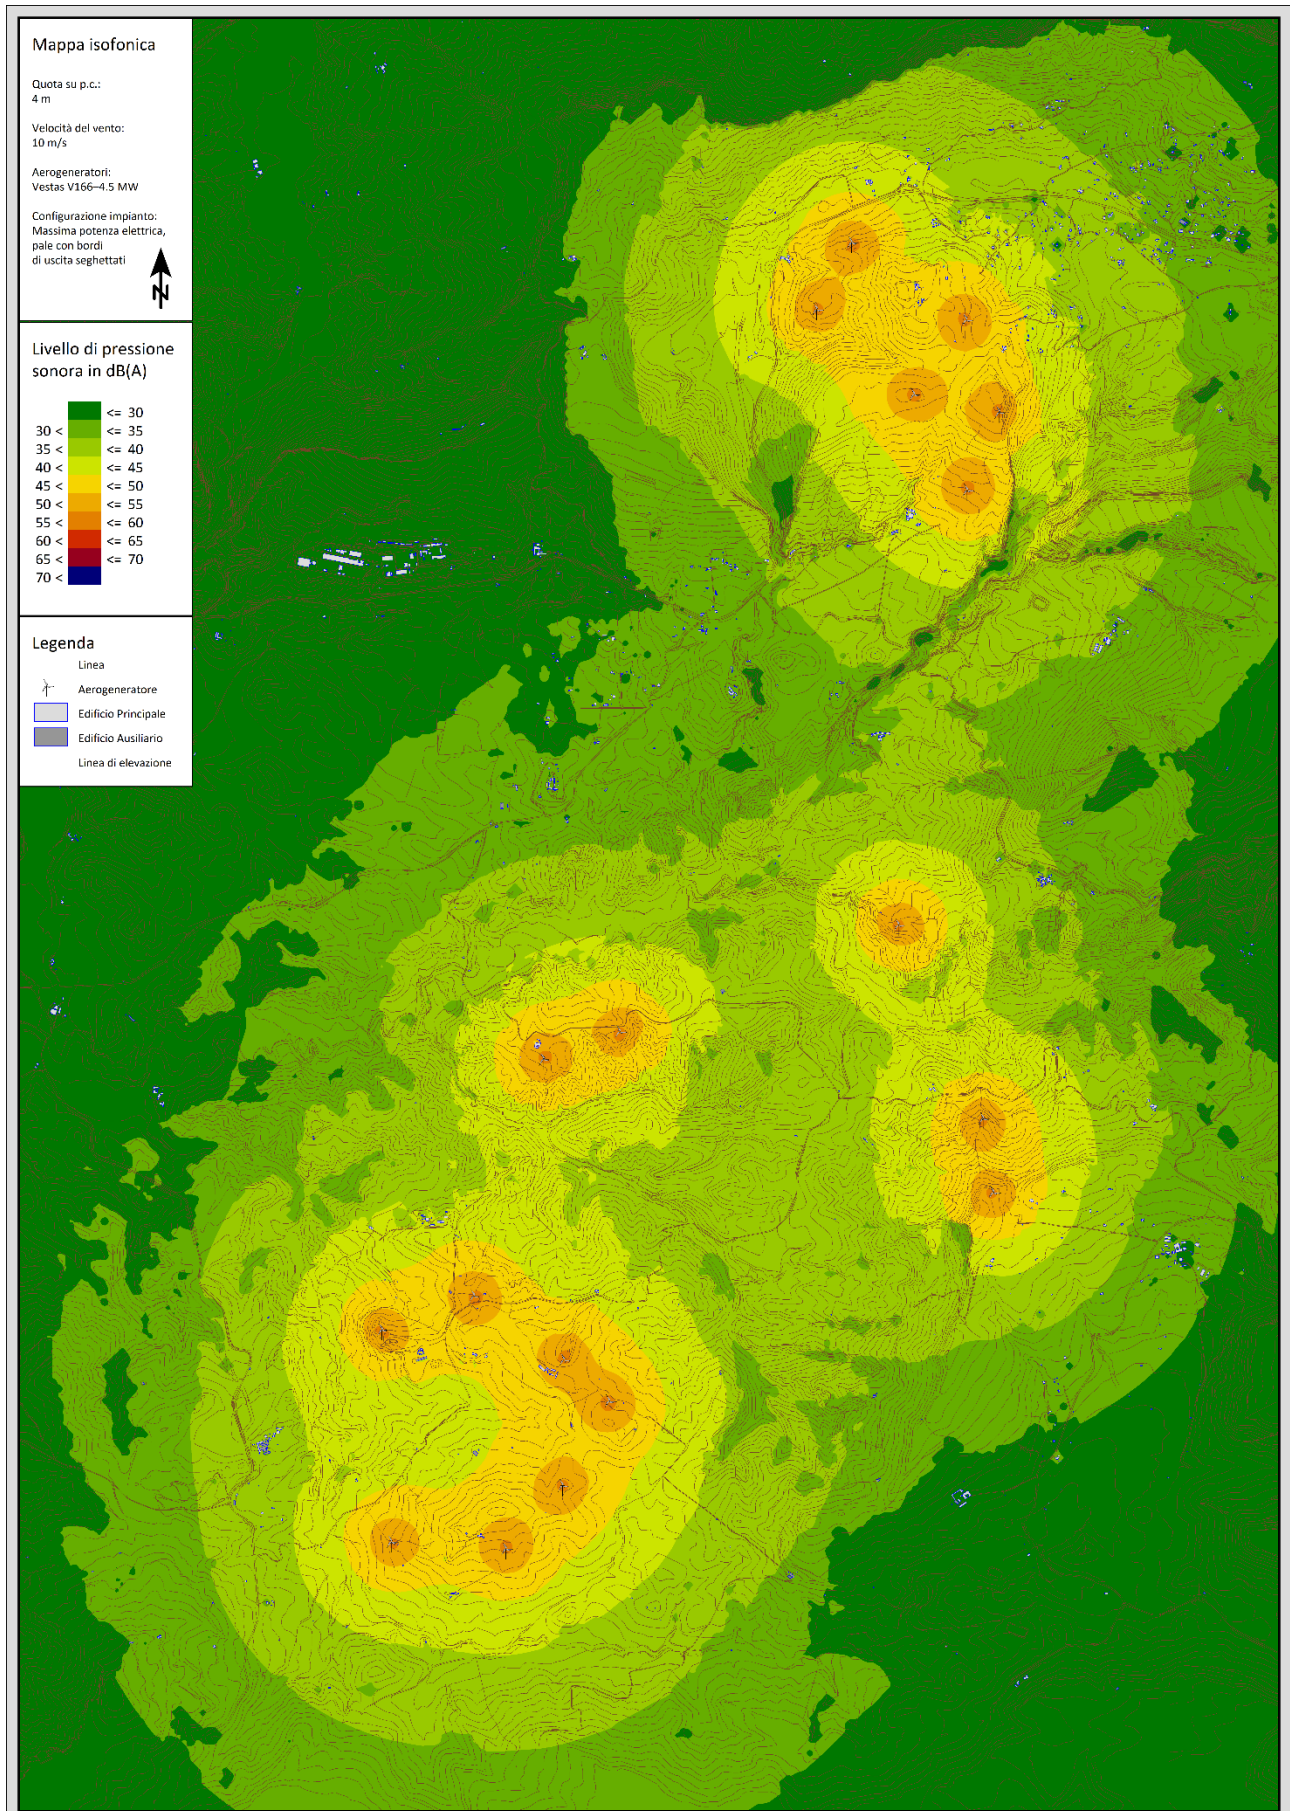 Mappa isofonica
Quota su p.c.:
4 m
Velocità del vento:
10 m/s
Aerogeneratori:
Vestas V166–4.5 MW
Configurazione impianto:
Massima potenza elettrica,
pale con bordi
di uscita seghettati
N
Livello di pressione
sonora in dB(A)
<= 30
30 < <= 35
35 < <= 40
40 < <= 45
45 < <= 50
50 < <= 55
55 < <= 60
60 < <= 65
65 < <= 70
70 <
Legenda
Linea
Aerogeneratore
Edificio Principale
Edificio Ausiliario
Linea di elevazione